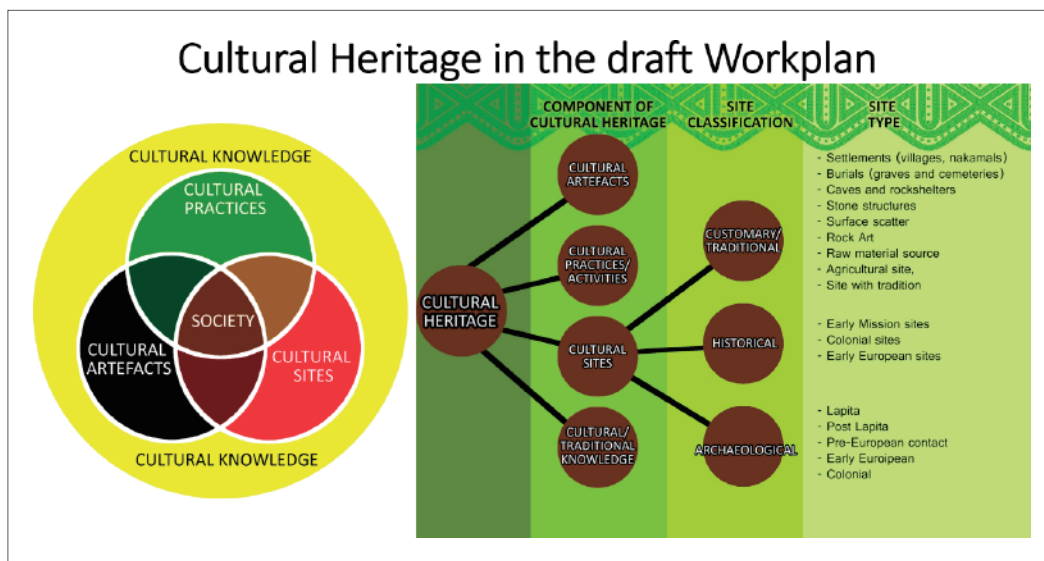 Cultural Heritage in the draft Workplan
CULTURAL KNOWLEDGE
CULTURAL
PRACTICES
SOCIETY
CULTURAL
ARTEFACTS
CULTURAL
SITES
CULTURAL KNOWLEDGE
COMPONENT OF
CULTURAL HERITAGE
SITE
CLASSIFICATION
SITE
TYPE
CULTURAL
HERITAGE
CULTURAL
ARTEFACTS
CULTURAL
PRACTICES/
ACTIVITIES
CULTURAL
SITES
CULTURAL/
TRADITIONAL
KNOWLEDGE
CUSTOMARY/
TRADITIONAL
HISTORICAL
ARCHAEOLOGICAL
- Settlements (villages, nakamals)
- Burials (graves and cemeteries)
- Caves and rockshelters
- Stone structures
- Surface scatter
- Rock Art
- Raw material source
- Agricultural site,
- Site with tradition
- Early Mission sites
- Colonial sites
- Early European sites
- Lapita
- Post Lapita
- Pre-European contact
- Early Euroipean
- Colonial